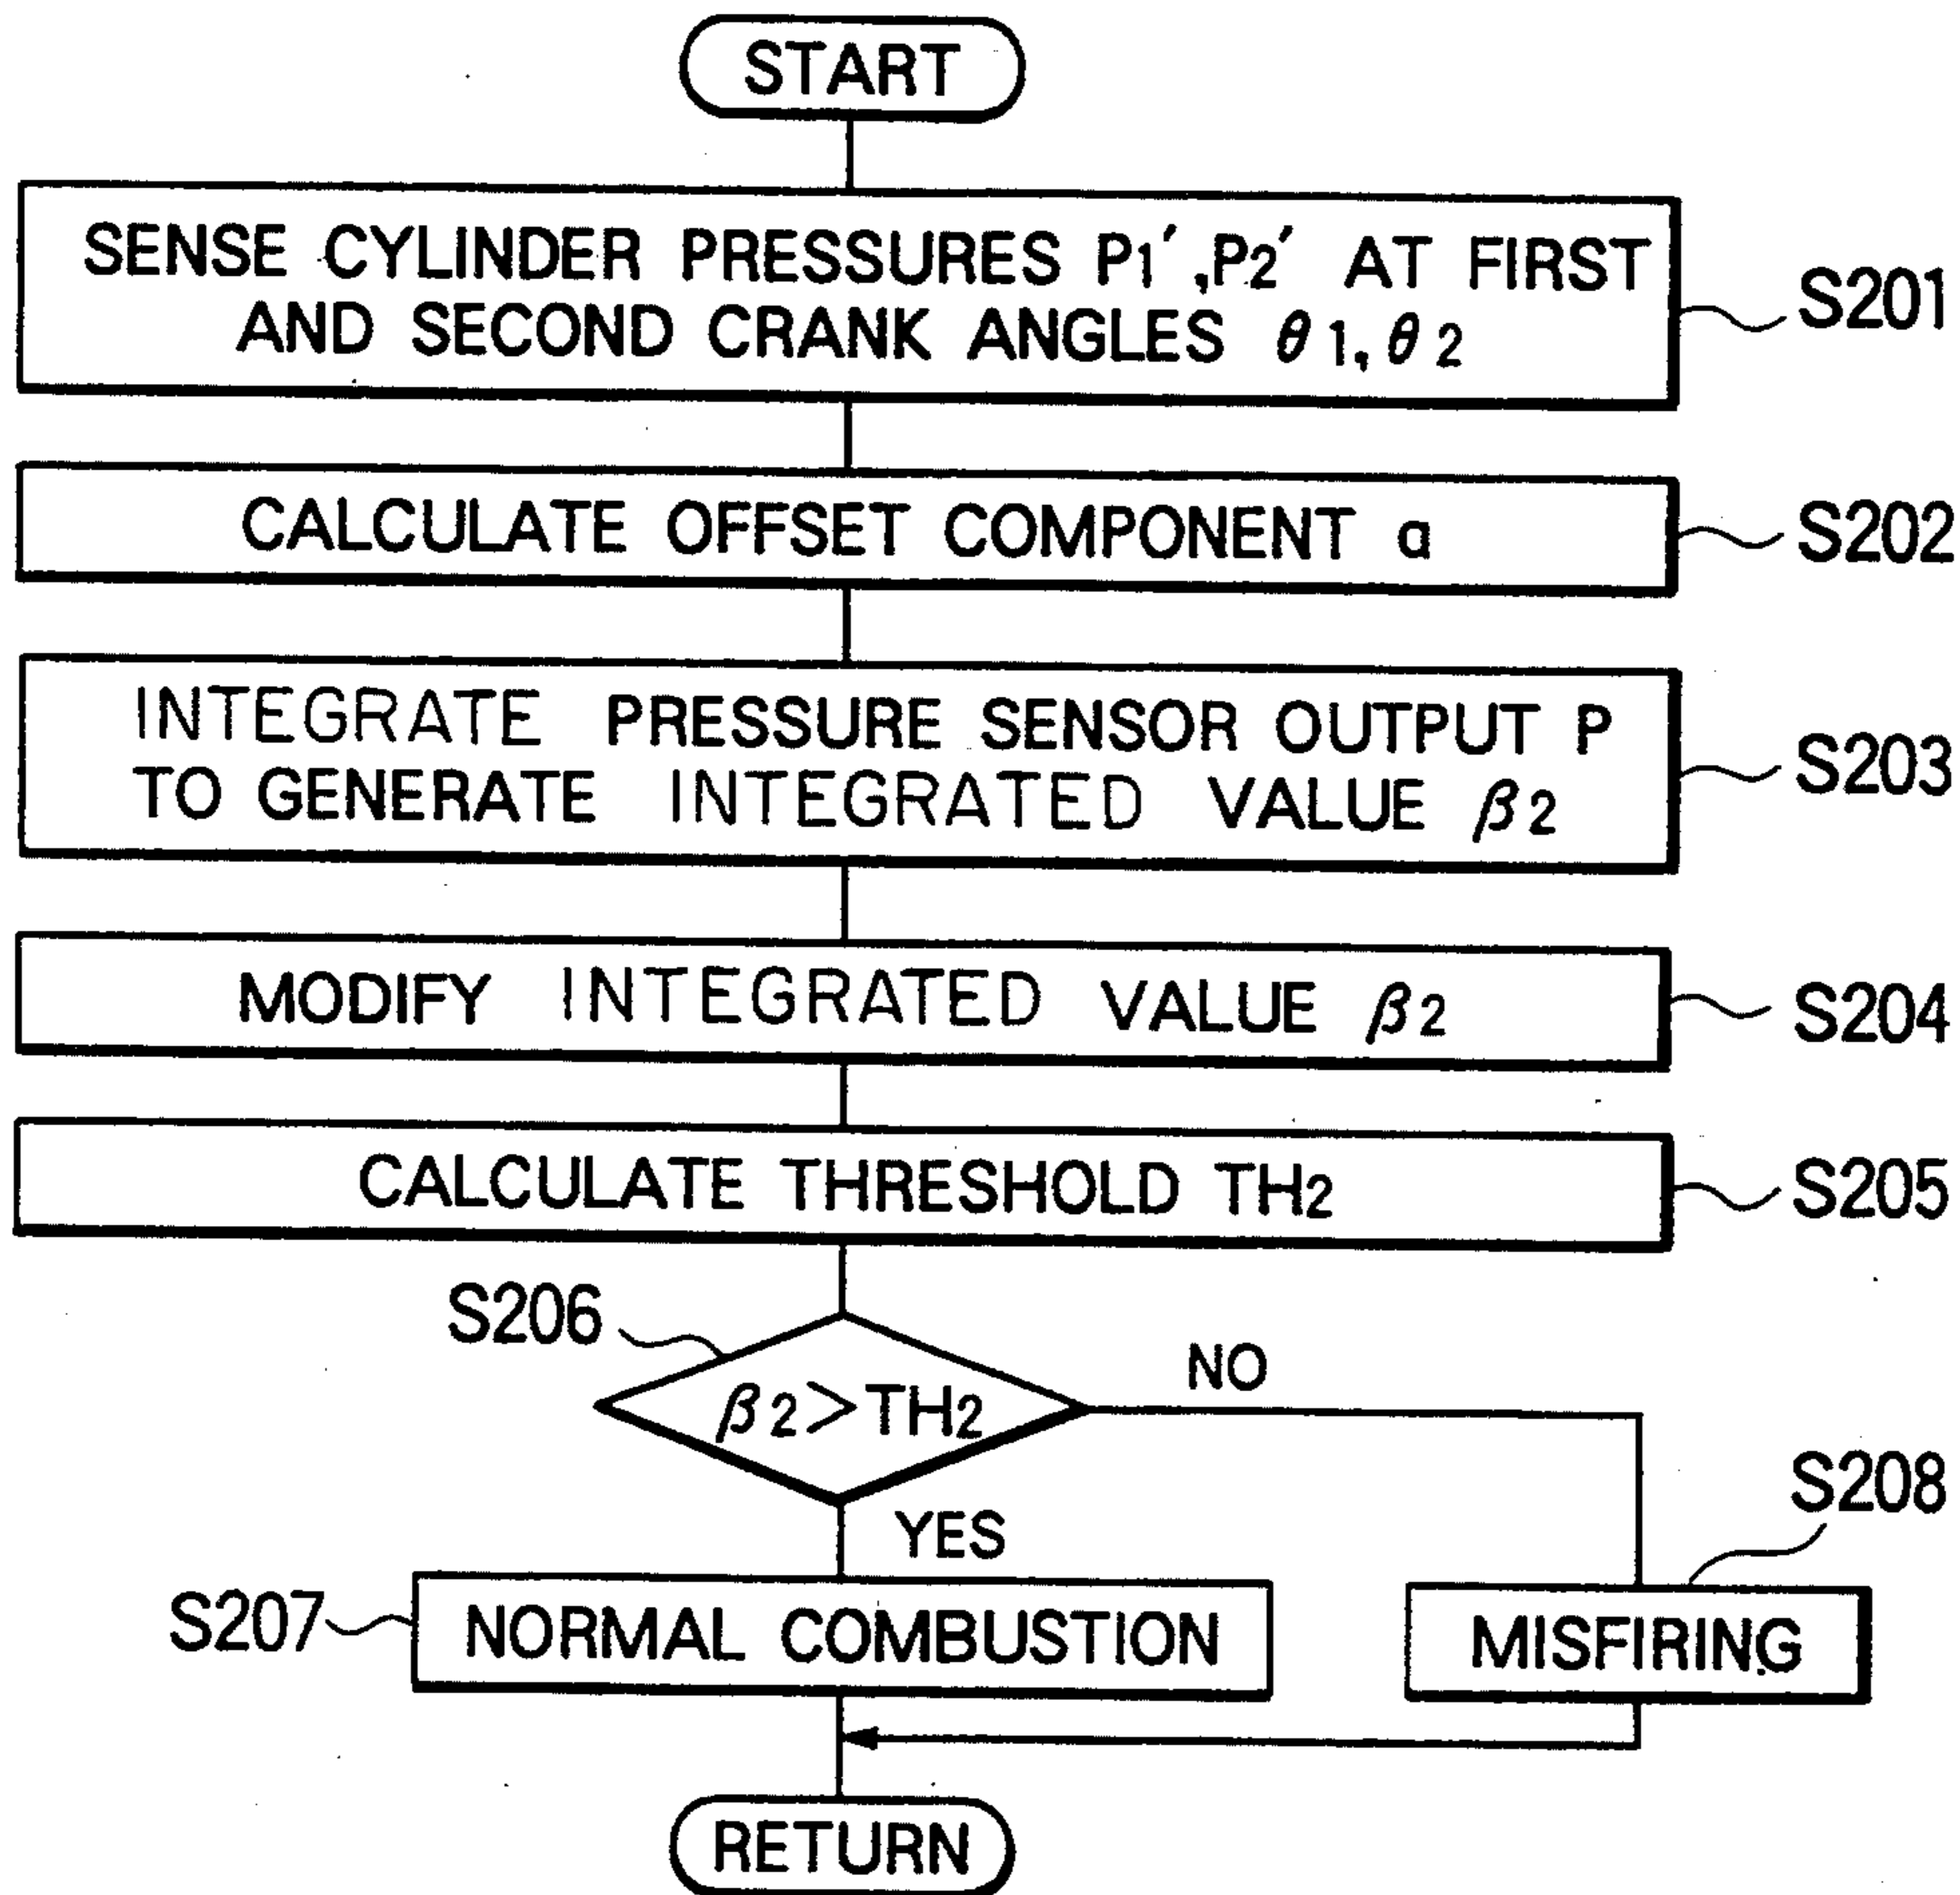 START
SENSE CYLINDER PRESSURES P1′,P2′ AT FIRST
AND SECOND CRANK ANGLES θ1,θ2
S201
CALCULATE OFFSET COMPONENT a
S202
INTEGRATE PRESSURE SENSOR OUTPUT P
TO GENERATE INTEGRATED VALUE β2
S203
MODIFY INTEGRATED VALUE β2
S204
CALCULATE THRESHOLD TH2
S205
S206
β2>TH2
NO
YES
S208
S207
NORMAL COMBUSTION
MISFIRING
RETURN